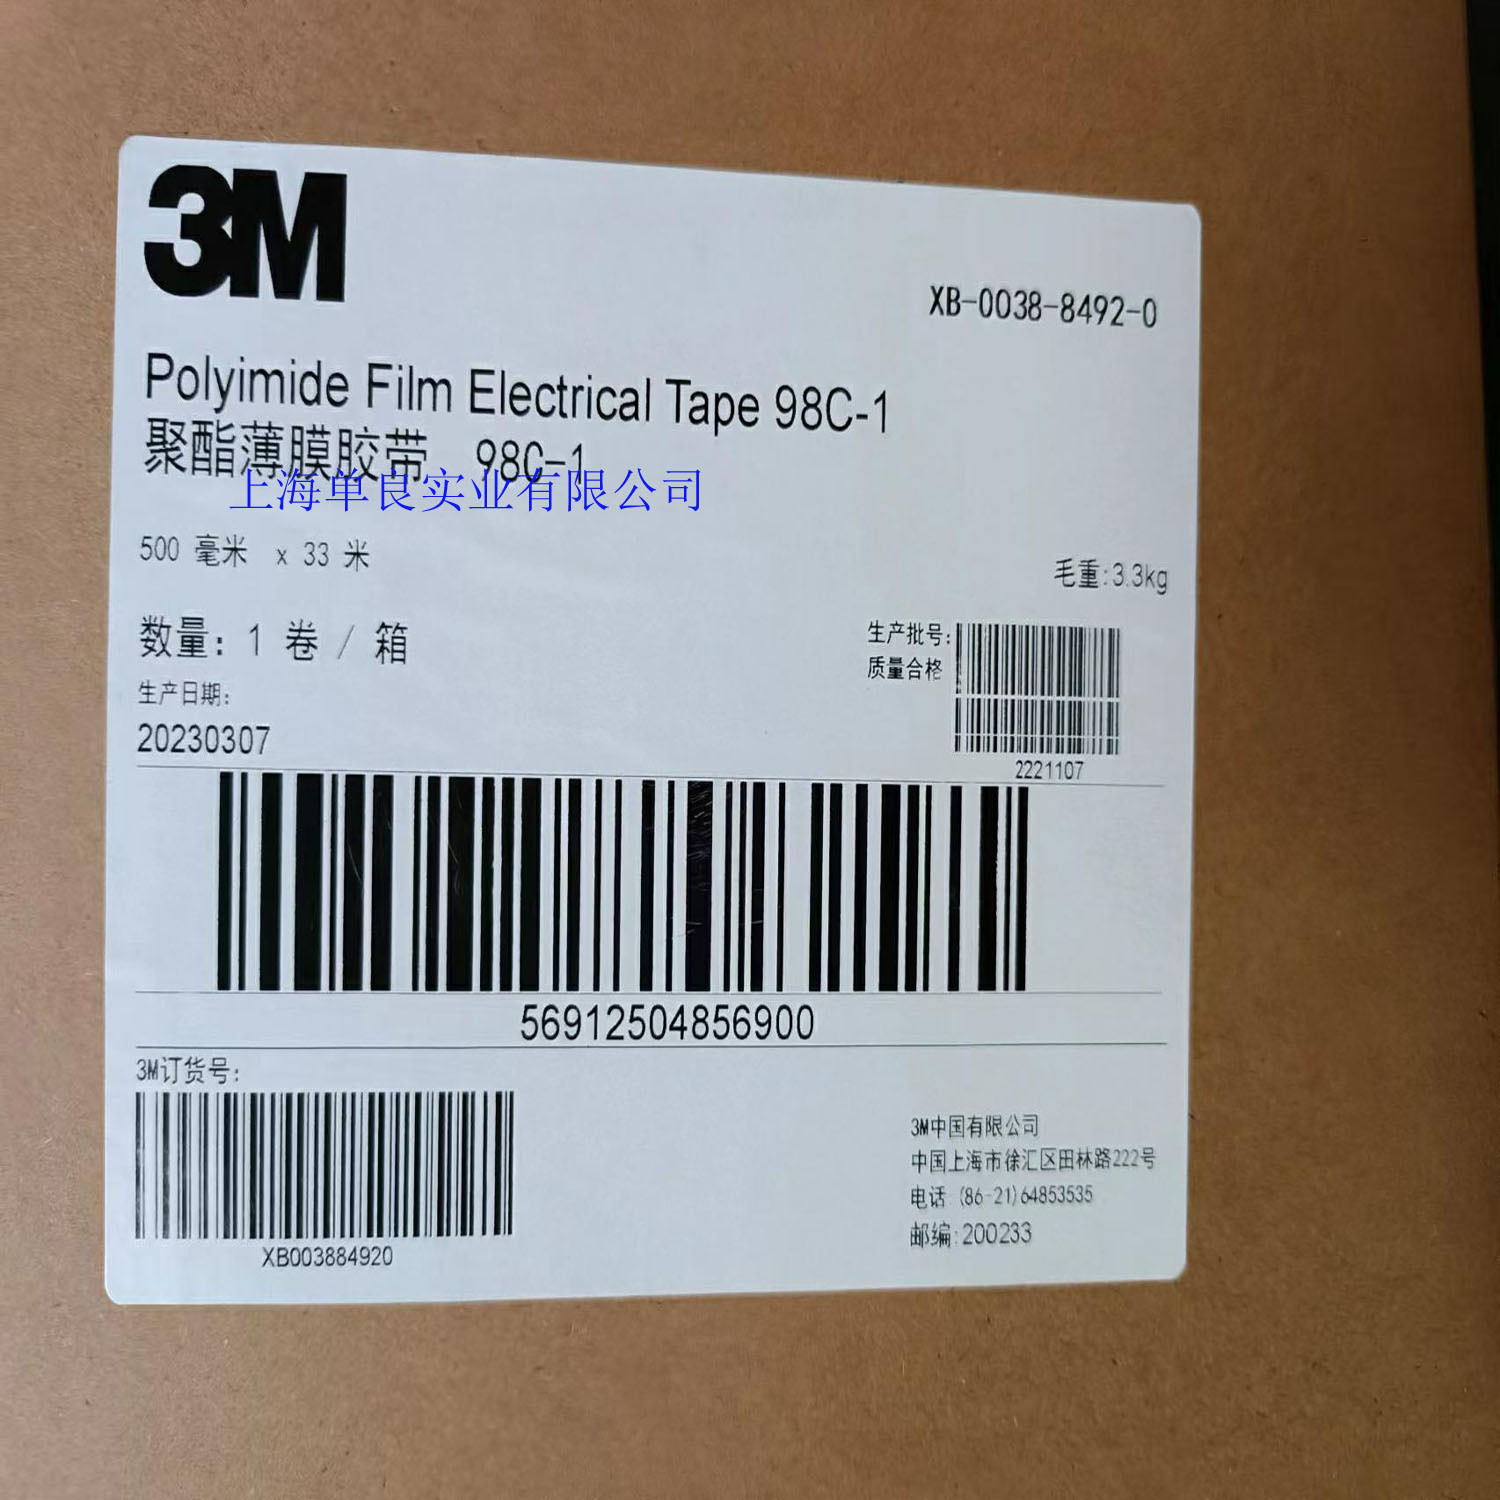 3M
XB-0038-8492-0
Polyimide Film Electrical Tape 98C-1
聚酯薄膜胶带 98C-1
上海单良实业有限公司
500 毫米 x 33 米
毛重:3.3kg
数量: 1 卷 / 箱
生产批号:
质量合格
生产日期:
20230307
2221107
56912504856900
3M订货号:
XB003884920
3M中国有限公司
中国上海市徐汇区田林路222号
电话:(86-21)64853535
邮编:200233